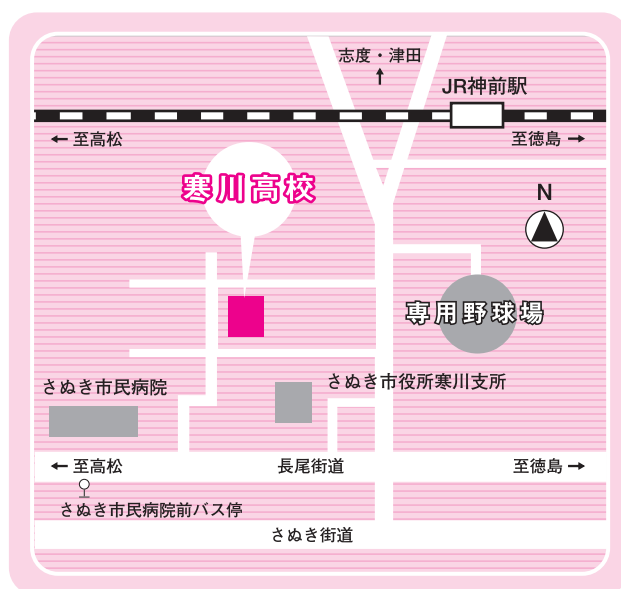 志度・津田
JR神前駅
←至高松
至徳島→
寒川高校
N
専用野球場
さぬき市民病院
さぬき市役所寒川支所
←至高松
長尾街道
至徳島→
さぬき市民病院前バス停
さぬき街道